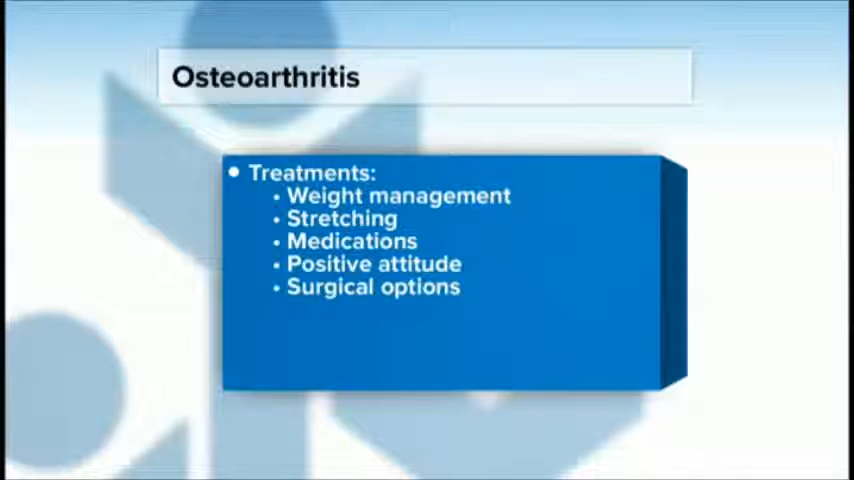 Osteoarthritis
• Treatments:
• Weight management
• Stretching
• Medications
• Positive attitude
• Surgical options